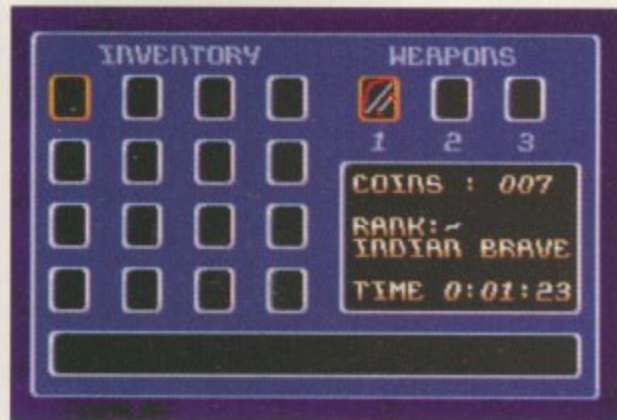 INVENTORY
WEAPONS
1 2 3
COINS : 007
RANK:~
INDIAN BRAVE
TIME 0:01:23